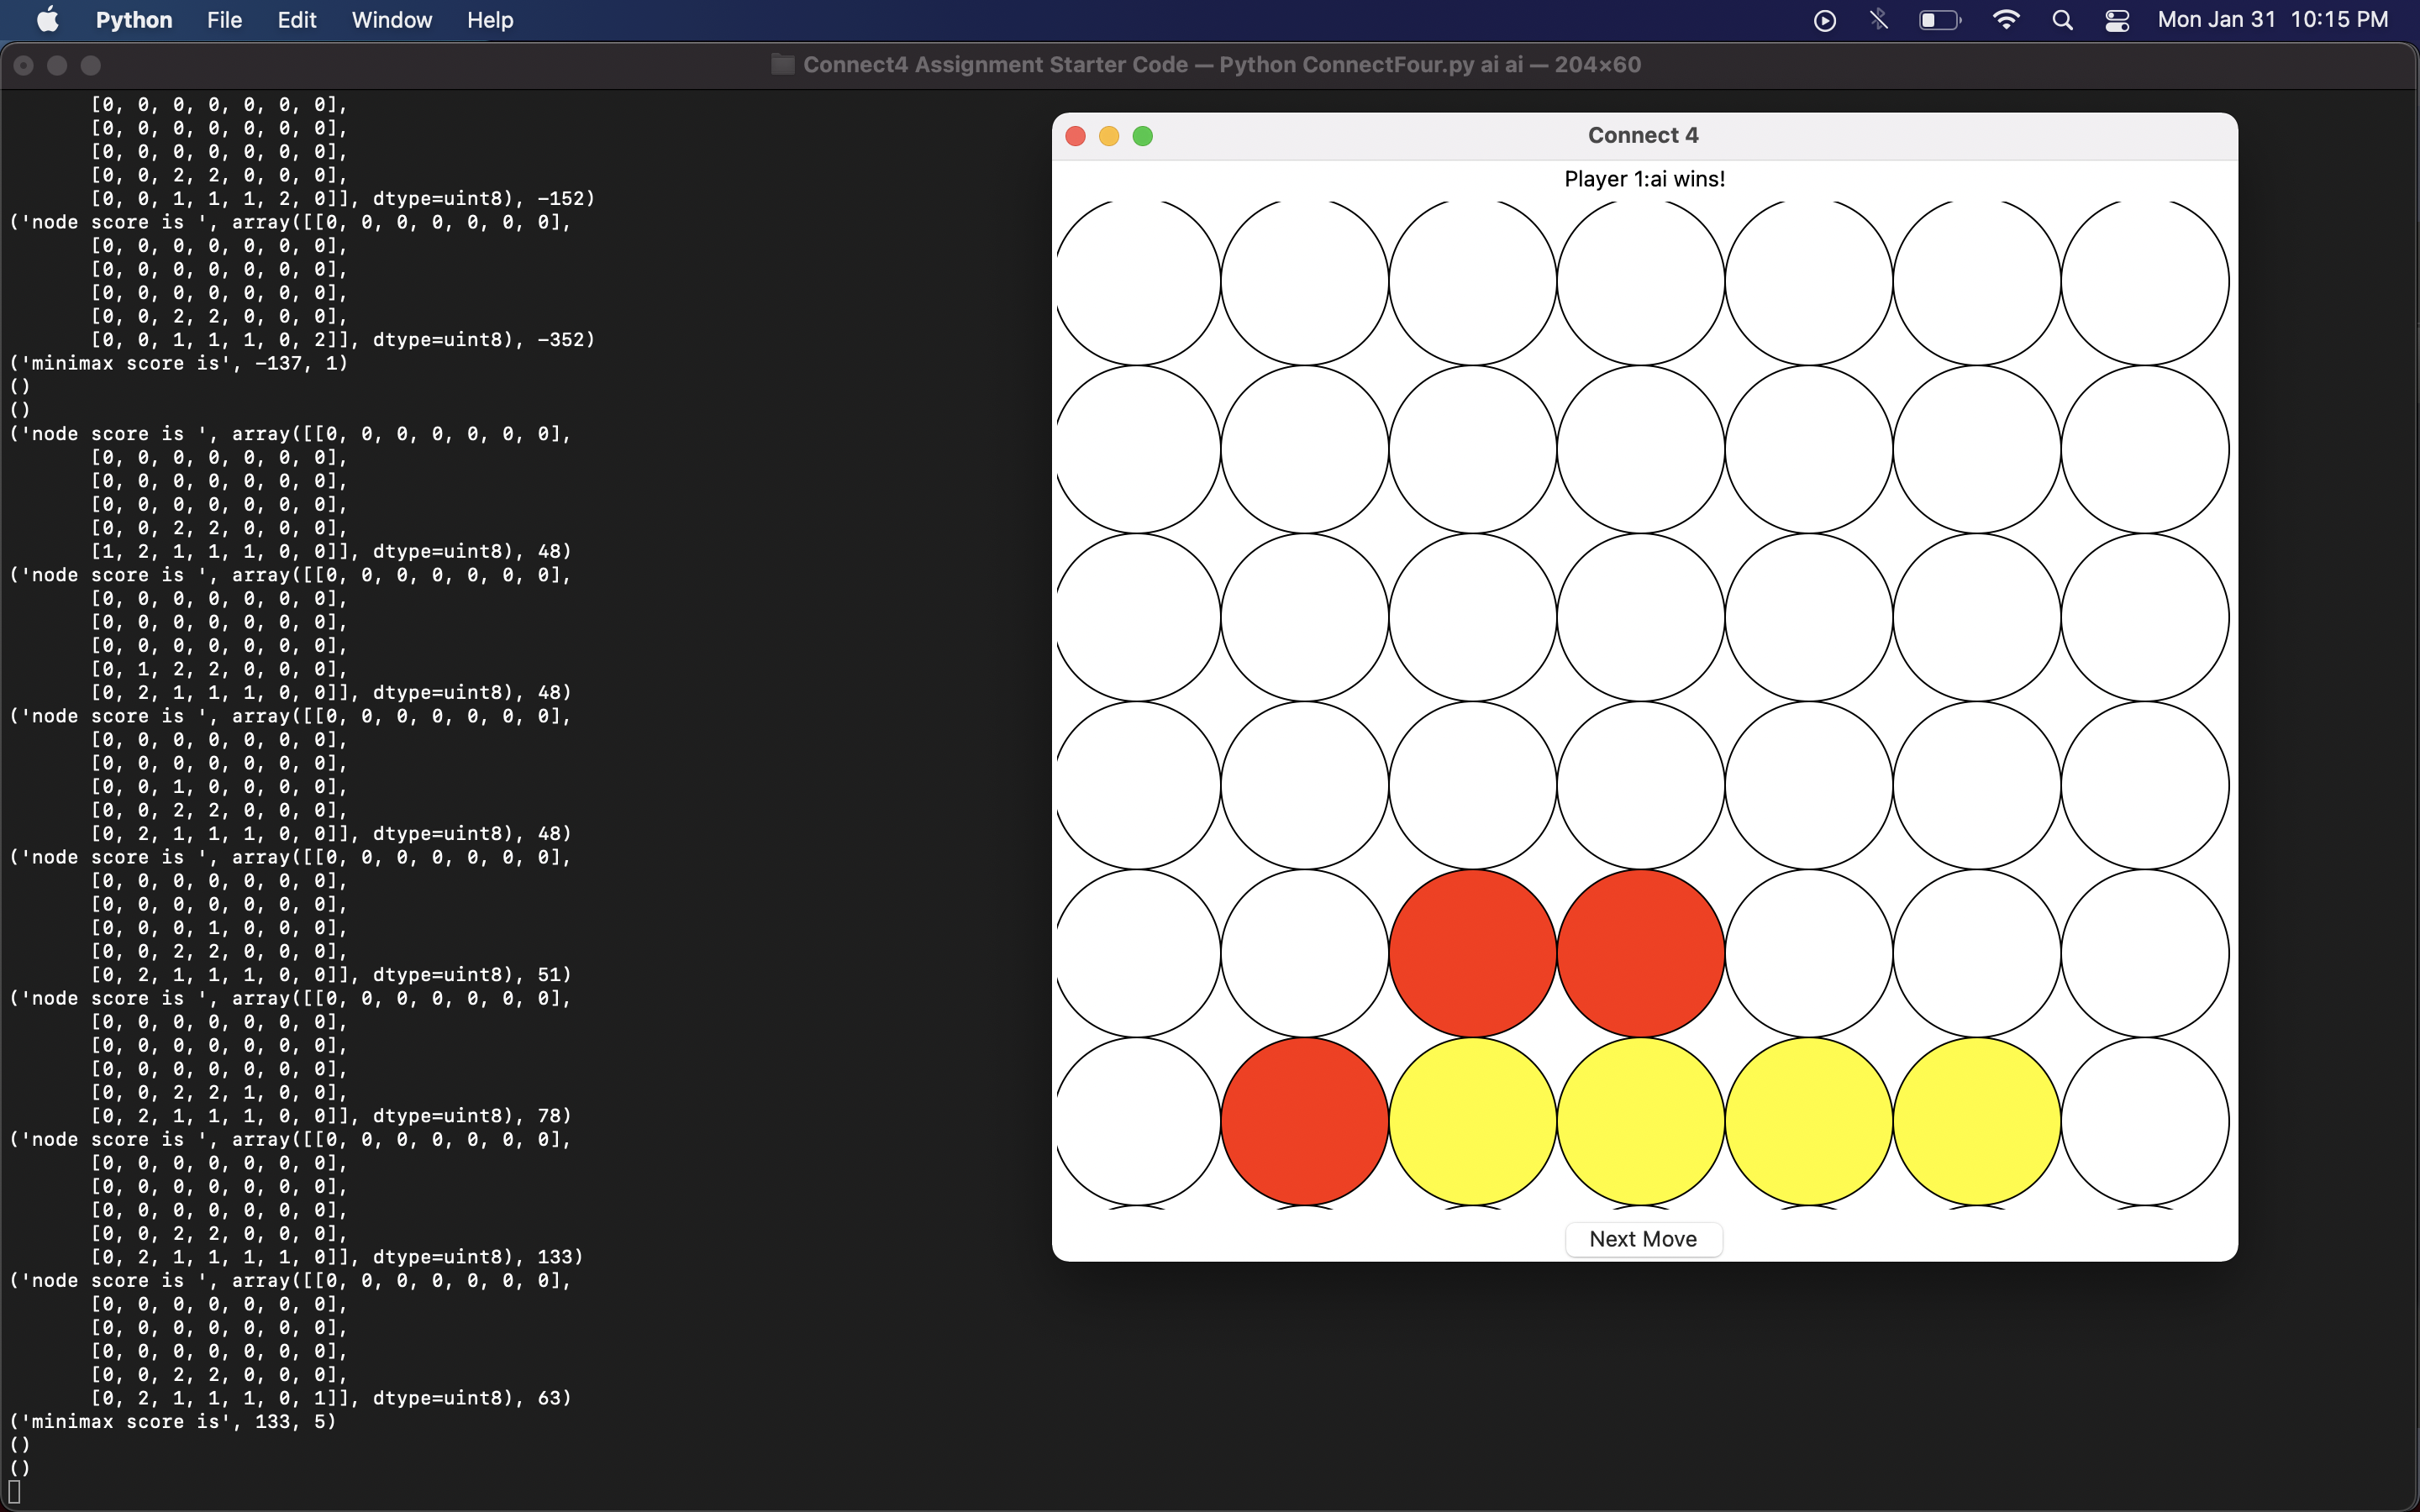 Python File Edit Window Help Mon Jan 31 10:15 PM
Connect4 Assignment Starter Code — Python ConnectFour.py ai ai — 204×60
[0, 0, 0, 0, 0, 0, 0],
[0, 0, 0, 0, 0, 0, 0],
[0, 0, 0, 0, 0, 0, 0],
[0, 0, 2, 2, 0, 0, 0],
[0, 0, 1, 1, 1, 2, 0]], dtype=uint8), -152)
('node score is ', array([[0, 0, 0, 0, 0, 0, 0],
[0, 0, 0, 0, 0, 0, 0],
[0, 0, 0, 0, 0, 0, 0],
[0, 0, 0, 0, 0, 0, 0],
[0, 0, 2, 2, 0, 0, 0],
[0, 0, 1, 1, 1, 0, 2]], dtype=uint8), -352)
('minimax score is', -137, 1)
()
()
('node score is ', array([[0, 0, 0, 0, 0, 0, 0],
[0, 0, 0, 0, 0, 0, 0],
[0, 0, 0, 0, 0, 0, 0],
[0, 0, 0, 0, 0, 0, 0],
[0, 0, 2, 2, 0, 0, 0],
[1, 2, 1, 1, 1, 0, 0]], dtype=uint8), 48)
('node score is ', array([[0, 0, 0, 0, 0, 0, 0],
[0, 0, 0, 0, 0, 0, 0],
[0, 0, 0, 0, 0, 0, 0],
[0, 0, 0, 0, 0, 0, 0],
[0, 1, 2, 2, 0, 0, 0],
[0, 2, 1, 1, 1, 0, 0]], dtype=uint8), 48)
('node score is ', array([[0, 0, 0, 0, 0, 0, 0],
[0, 0, 0, 0, 0, 0, 0],
[0, 0, 0, 0, 0, 0, 0],
[0, 0, 1, 0, 0, 0, 0],
[0, 0, 2, 2, 0, 0, 0],
[0, 2, 1, 1, 1, 0, 0]], dtype=uint8), 48)
('node score is ', array([[0, 0, 0, 0, 0, 0, 0],
[0, 0, 0, 0, 0, 0, 0],
[0, 0, 0, 0, 0, 0, 0],
[0, 0, 0, 1, 0, 0, 0],
[0, 0, 2, 2, 0, 0, 0],
[0, 2, 1, 1, 1, 0, 0]], dtype=uint8), 51)
('node score is ', array([[0, 0, 0, 0, 0, 0, 0],
[0, 0, 0, 0, 0, 0, 0],
[0, 0, 0, 0, 0, 0, 0],
[0, 0, 0, 0, 0, 0, 0],
[0, 0, 2, 2, 1, 0, 0],
[0, 2, 1, 1, 1, 0, 0]], dtype=uint8), 78)
('node score is ', array([[0, 0, 0, 0, 0, 0, 0],
[0, 0, 0, 0, 0, 0, 0],
[0, 0, 0, 0, 0, 0, 0],
[0, 0, 0, 0, 0, 0, 0],
[0, 0, 2, 2, 0, 0, 0],
[0, 2, 1, 1, 1, 1, 0]], dtype=uint8), 133)
('node score is ', array([[0, 0, 0, 0, 0, 0, 0],
[0, 0, 0, 0, 0, 0, 0],
[0, 0, 0, 0, 0, 0, 0],
[0, 0, 0, 0, 0, 0, 0],
[0, 0, 2, 2, 0, 0, 0],
[0, 2, 1, 1, 1, 0, 1]], dtype=uint8), 63)
('minimax score is', 133, 5)
()
()
Connect 4
Player 1:ai wins!
Next Move